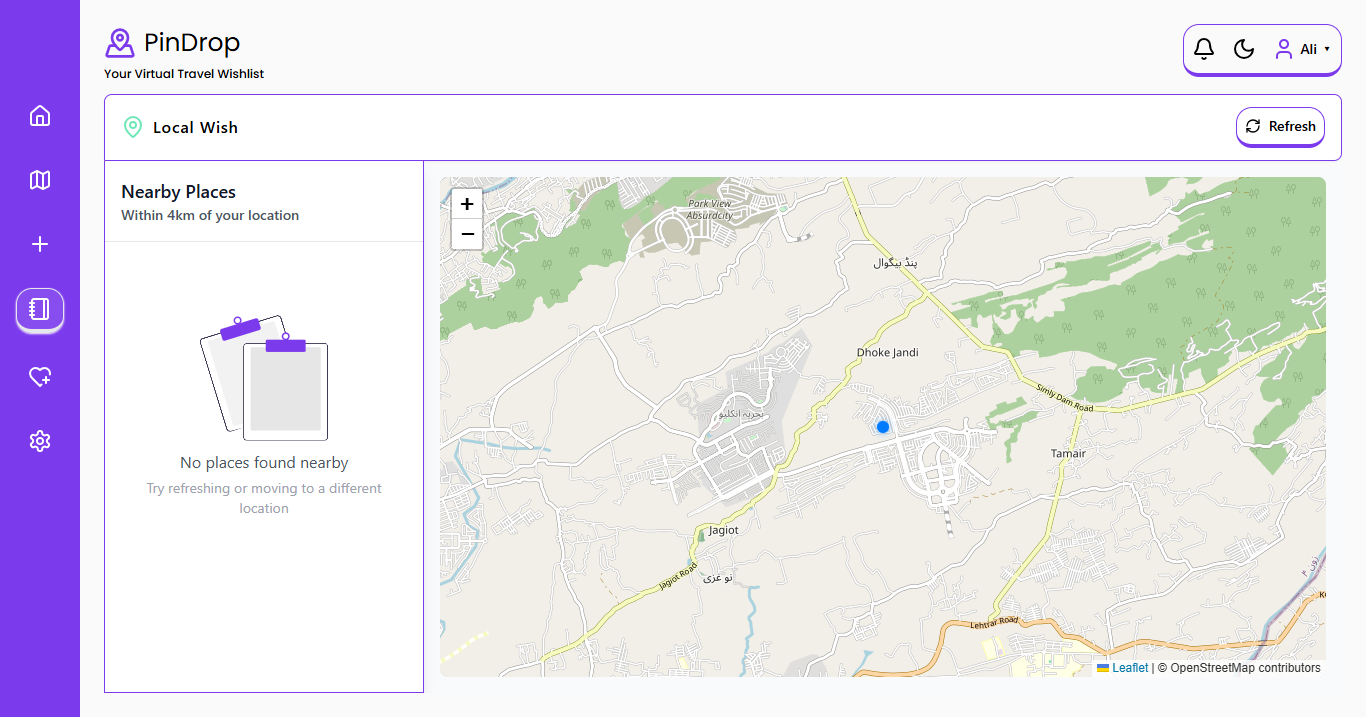 PinDrop
Your Virtual Travel Wishlist
Ali
Local Wish
Refresh
Nearby Places
Within 4km of your location
No places found nearby
Try refreshing or moving to a different
location
+
−
Park View
Absurdcity
پنڈ بیگوال
Dhoke Jandi
Simly Dam Road
بحریہ انکلیو
Tamair
Jagiot
Jagiot Road
نو غزی
Lehtrar Road
Leaflet | © OpenStreetMap contributors